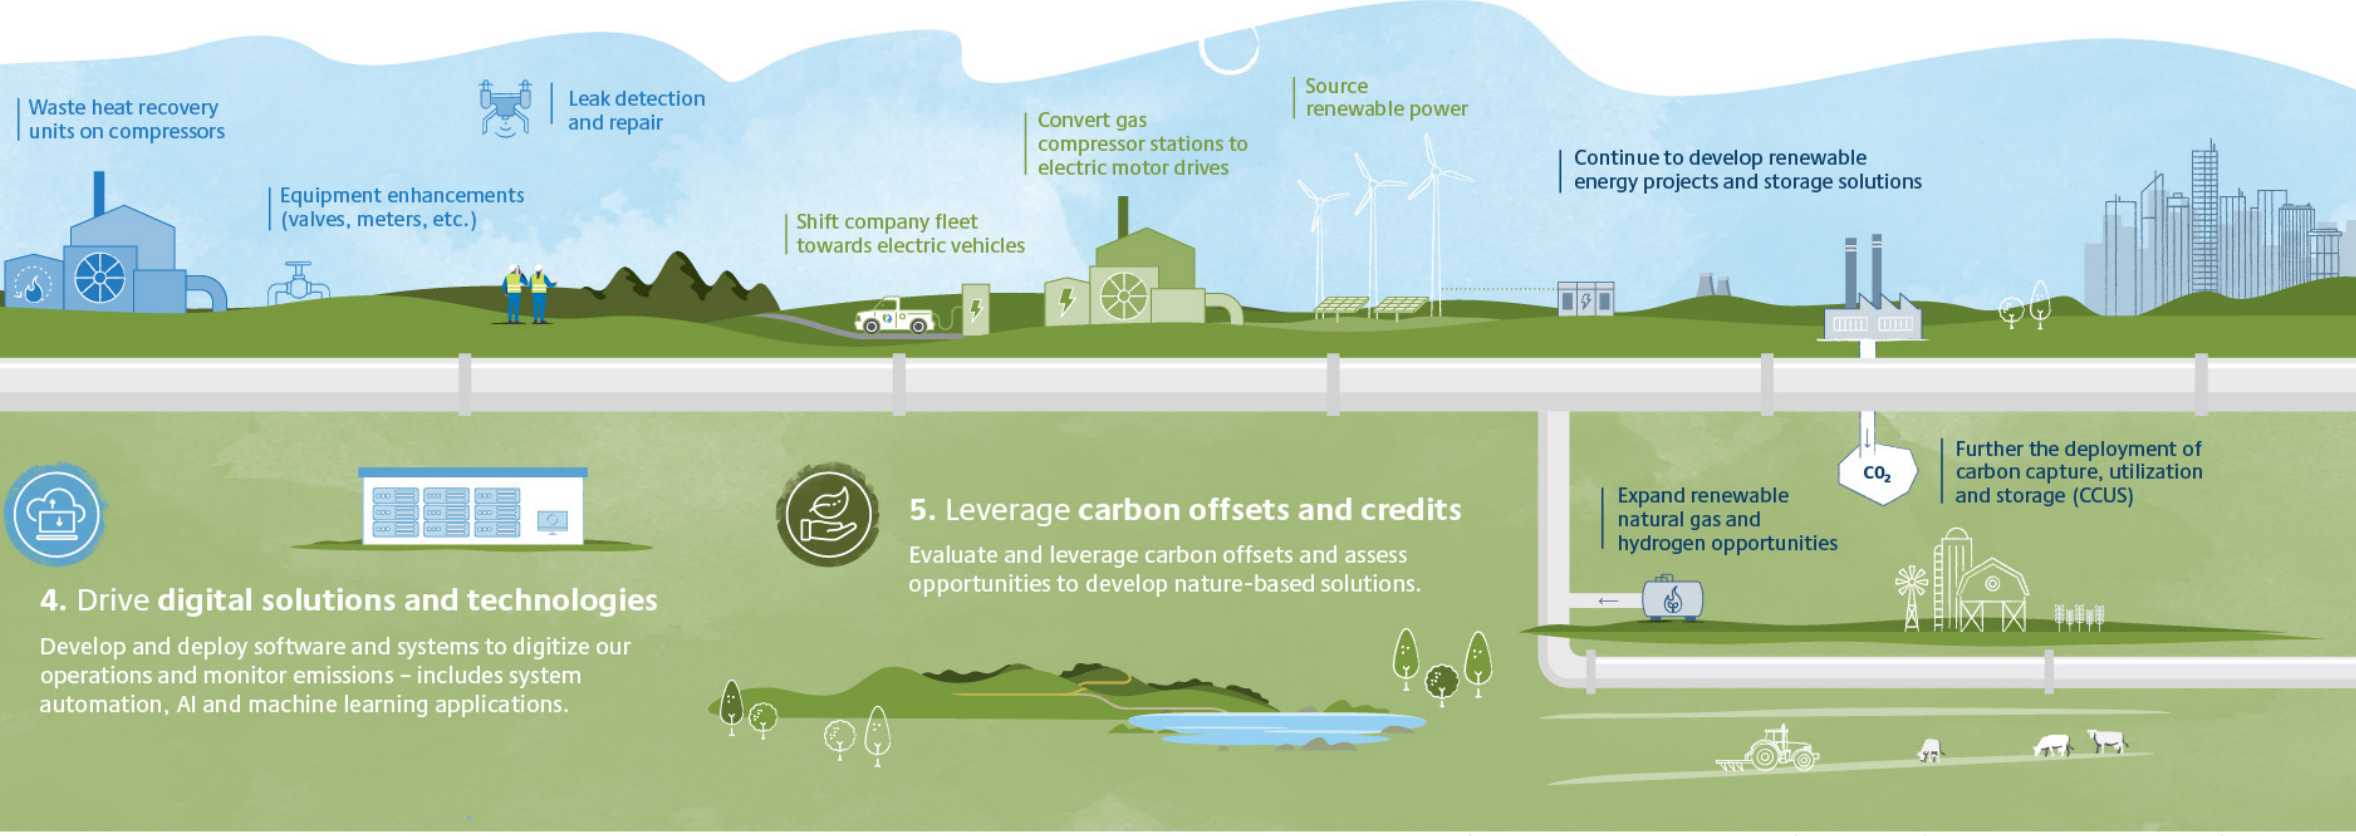 Waste heat recovery
units on compressors
Equipment enhancements
(valves, meters, etc.)
Leak detection
and repair
Shift company fleet
towards electric vehicles
Convert gas
compressor stations to
electric motor drives
Source
renewable power
Continue to develop renewable
energy projects and storage solutions
4. Drive digital solutions and technologies
Develop and deploy software and systems to digitize our
operations and monitor emissions – includes system
automation, AI and machine learning applications.
5. Leverage carbon offsets and credits
Evaluate and leverage carbon offsets and assess
opportunities to develop nature-based solutions.
Expand renewable
natural gas and
hydrogen opportunities
CO₂
Further the deployment of
carbon capture, utilization
and storage (CCUS)